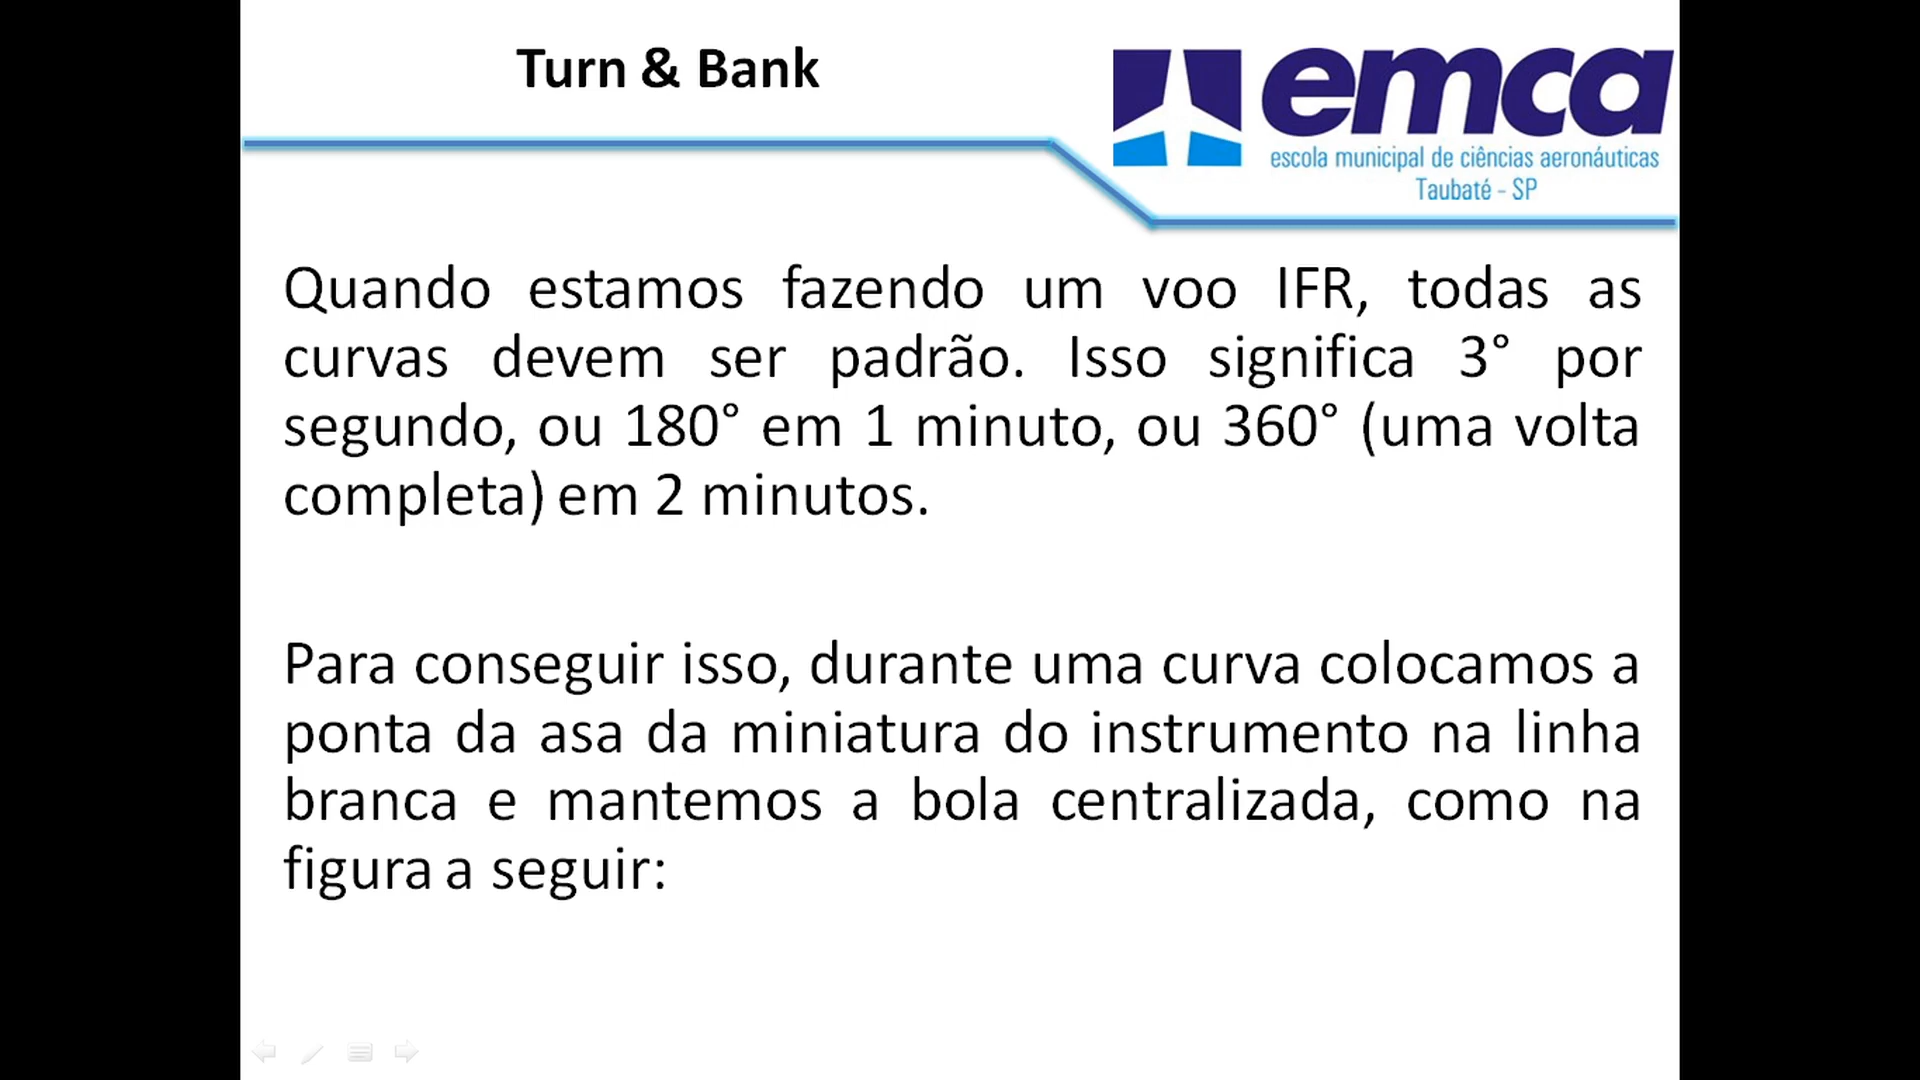 Turn & Bank
emca
escola municipal de ciências aeronáuticas
Taubaté - SP
Quando estamos fazendo um voo IFR, todas as
curvas devem ser padrão. Isso significa 3° por
segundo, ou 180° em 1 minuto, ou 360° (uma volta
completa) em 2 minutos.
Para conseguir isso, durante uma curva colocamos a
ponta da asa da miniatura do instrumento na linha
branca e mantemos a bola centralizada, como na
figura a seguir: